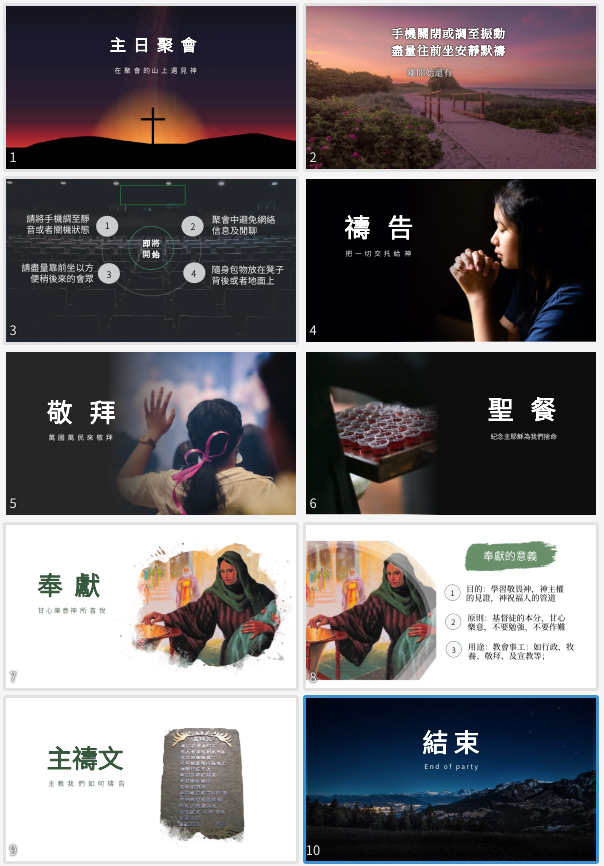 主日聚會
在聚會的山上遇見神
1
手機關閉或調至振動
盡量往前坐安靜默禱
離開始還有
2
請將手機調至靜
音或者關機狀態
1
2
聚會中避免網絡
信息及閒聊
即將
開始
請盡量靠前坐以方
便稍後來的會眾
3
4
隨身包物放在凳子
背後或者地面上
3
禱告
把一切交托給神
4
敬拜
萬國萬民來敬拜
5
聖餐
紀念主耶穌為我們捨命
6
奉獻
甘心樂意神所喜悅
7
奉獻的意義
1
目的：學習敬畏神，神主權
的見證，神祝福人的管道
2
原則：基督徒的本分，甘心
樂意，不要勉強，不要作難
3
用途：教會事工：如行政、牧
養、敬拜、及宣教等；
8
主禱文
主教我們如何禱告
9
結束
End of party
10